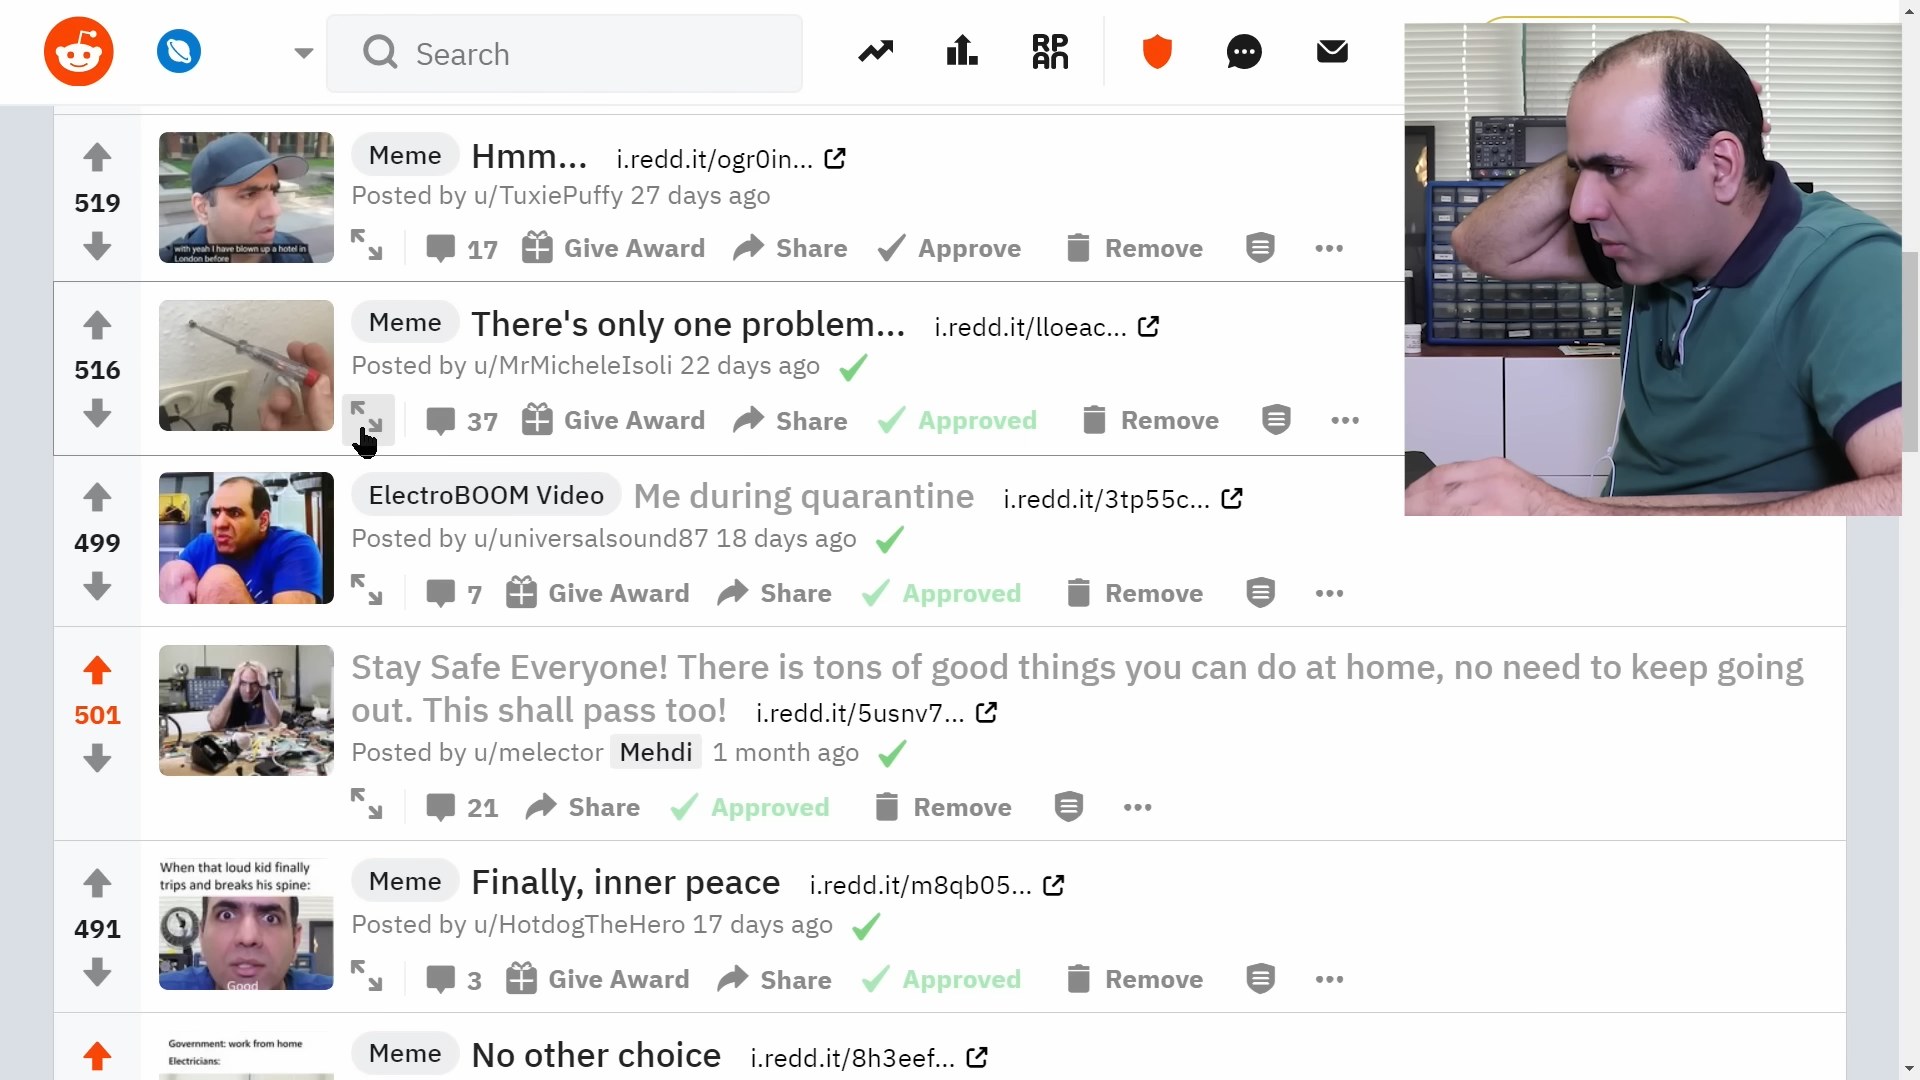 Search
RPAN
519
with yeah I have blown up a hotel in
London before
Meme Hmm... i.redd.it/ogr0in...
Posted by u/TuxiePuffy 27 days ago
17 Give Award Share Approve Remove
516
Meme There's only one problem... i.redd.it/lloeac...
Posted by u/MrMicheleIsoli 22 days ago
37 Give Award Share Approved Remove
499
ElectroBOOM Video Me during quarantine i.redd.it/3tp55c...
Posted by u/universalsound87 18 days ago
7 Give Award Share Approved Remove
501
Stay Safe Everyone! There is tons of good things you can do at home, no need to keep going
out. This shall pass too! i.redd.it/5usnv7...
Posted by u/melector Mehdi 1 month ago
21 Share Approved Remove
491
When that loud kid finally
trips and breaks his spine:
Good
Meme Finally, inner peace i.redd.it/m8qb05...
Posted by u/HotdogTheHero 17 days ago
3 Give Award Share Approved Remove
Government: work from home
Electricians:
Meme No other choice i.redd.it/8h3eef...